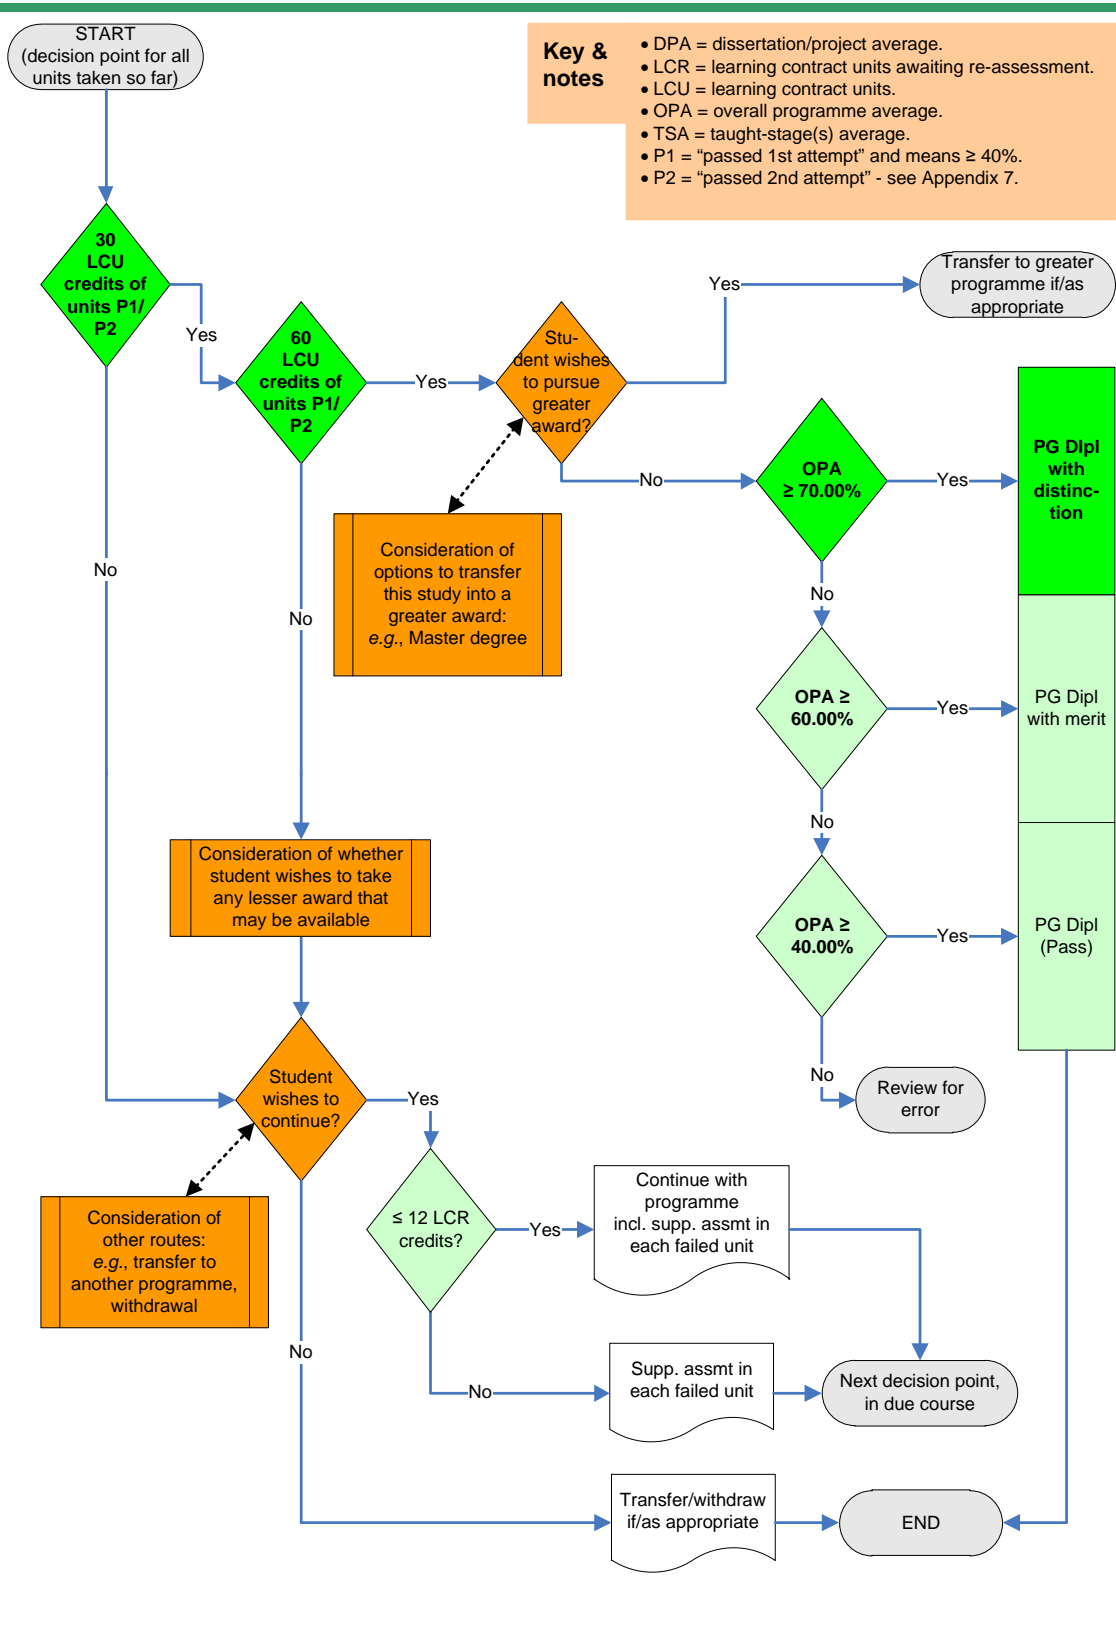 START
(decision point for all
units taken so far)
Key &
notes
• DPA = dissertation/project average.
• LCR = learning contract units awaiting re-assessment.
• LCU = learning contract units.
• OPA = overall programme average.
• TSA = taught-stage(s) average.
• P1 = “passed 1st attempt” and means ≥ 40%.
• P2 = “passed 2nd attempt” - see Appendix 7.
30
LCU
credits of
units P1/
P2
Yes
60
LCU
credits of
units P1/
P2
Yes
Stu-
dent wishes
to pursue
greater
award?
Yes
Transfer to greater
programme if/as
appropriate
No
OPA
≥ 70.00%
Yes
PG DIpl
with
distinc-
tion
Consideration of
options to transfer
this study into a
greater award:
e.g., Master degree
No
No
No
OPA ≥
60.00%
Yes
PG Dipl
with merit
No
Consideration of whether
student wishes to take
any lesser award that
may be available
OPA ≥
40.00%
Yes
PG Dipl
(Pass)
No
Review for
error
Student
wishes to
continue?
Yes
Consideration of
other routes:
e.g., transfer to
another programme,
withdrawal
≤ 12 LCR
credits?
Yes
Continue with
programme
incl. supp. assmt in
each failed unit
No
No
Supp. assmt in
each failed unit
Next decision point,
in due course
Transfer/withdraw
if/as appropriate
END